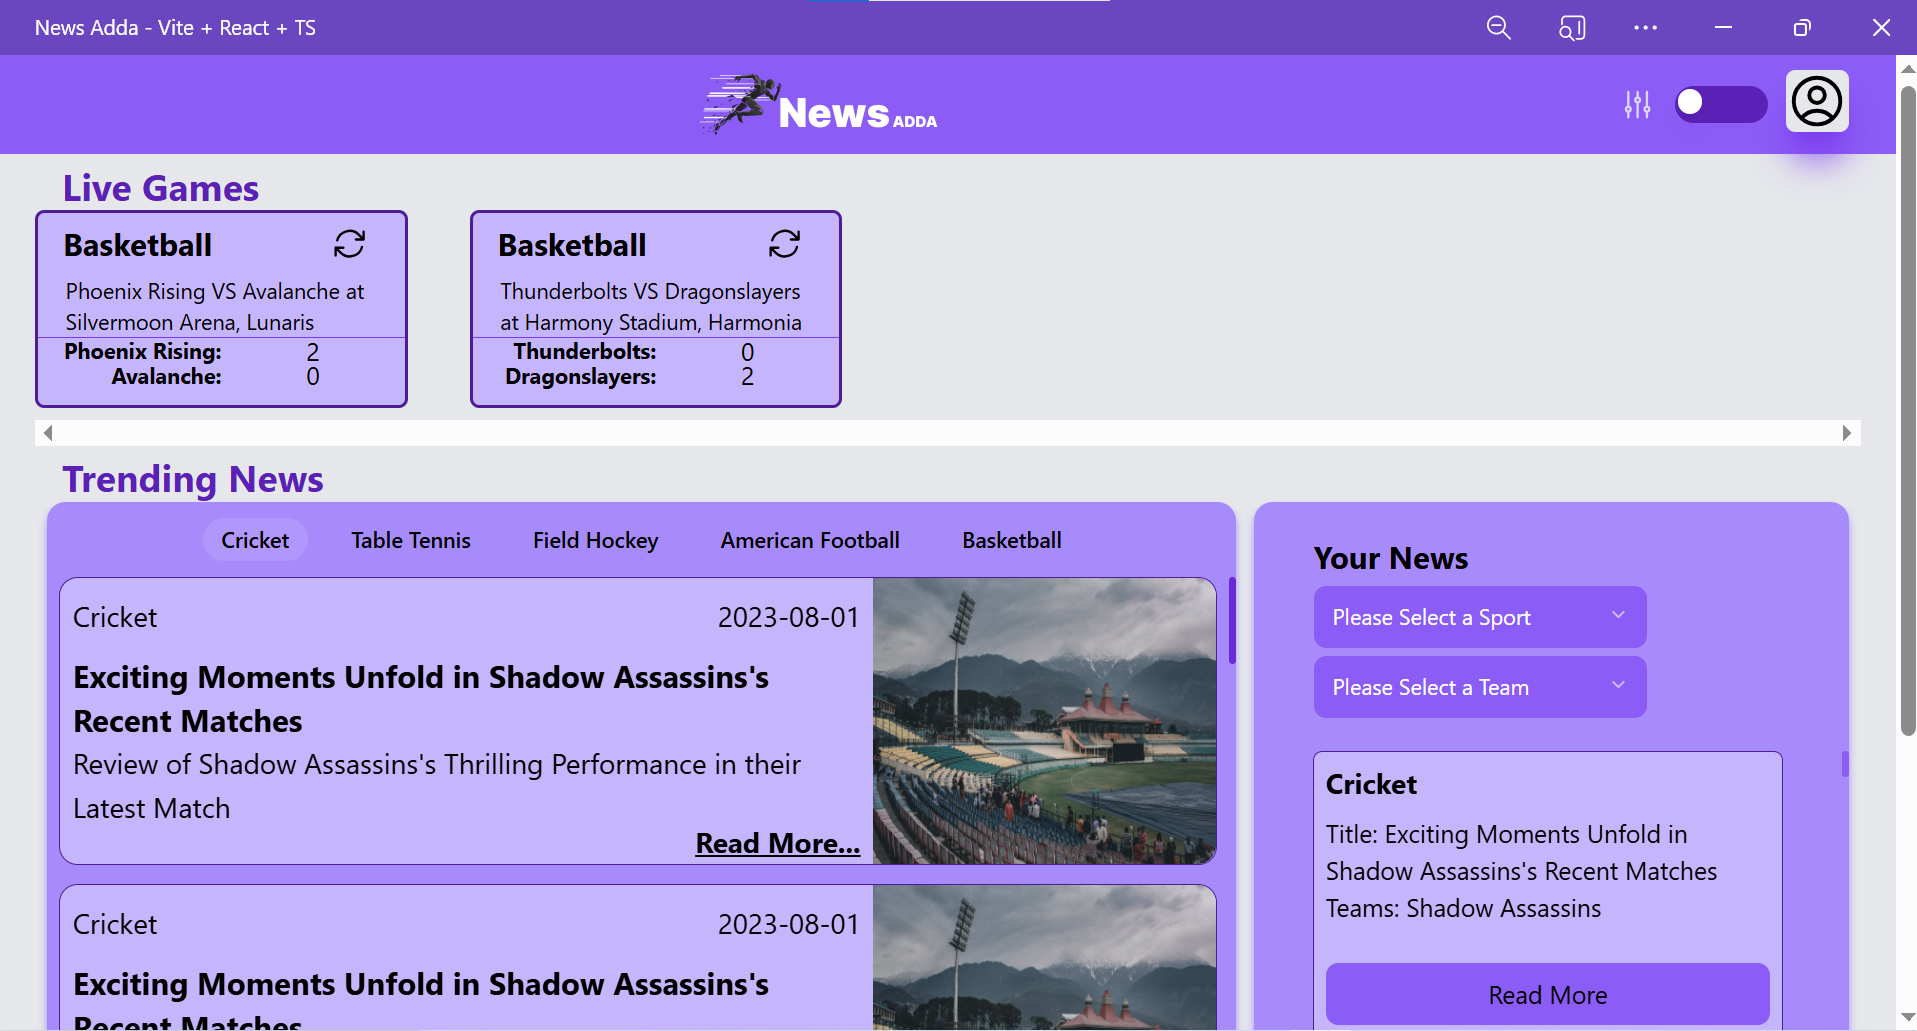 News Adda - Vite + React + TS
News ADDA
Live Games
Basketball
Phoenix Rising VS Avalanche at
Silvermoon Arena, Lunaris
Phoenix Rising: 2
Avalanche: 0
Basketball
Thunderbolts VS Dragonslayers
at Harmony Stadium, Harmonia
Thunderbolts: 0
Dragonslayers: 2
Trending News
Cricket Table Tennis Field Hockey American Football Basketball
Cricket 2023-08-01
Exciting Moments Unfold in Shadow Assassins's
Recent Matches
Review of Shadow Assassins's Thrilling Performance in their
Latest Match
Read More...
Cricket 2023-08-01
Exciting Moments Unfold in Shadow Assassins's
Recent Matches
Your News
Please Select a Sport
Please Select a Team
Cricket
Title: Exciting Moments Unfold in
Shadow Assassins's Recent Matches
Teams: Shadow Assassins
Read More